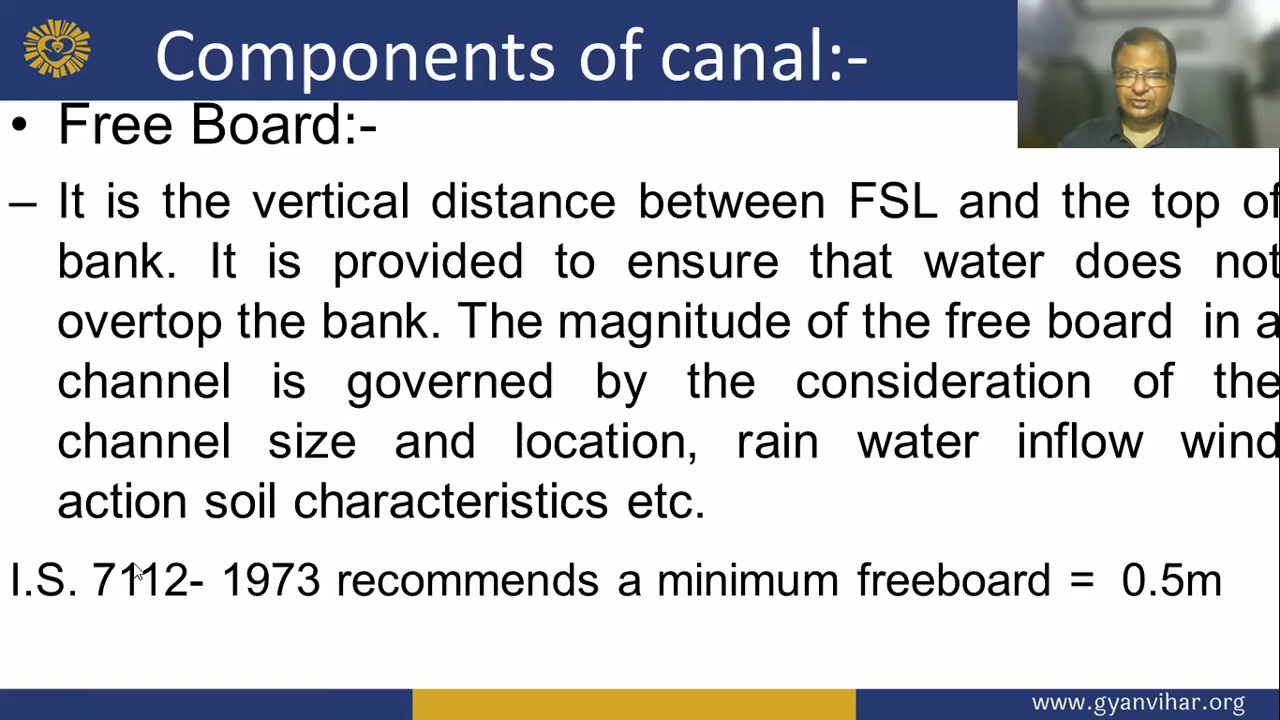 Components of canal:-
• Free Board:-
– It is the vertical distance between FSL and the top of
bank. It is provided to ensure that water does not
overtop the bank. The magnitude of the free board in a
channel is governed by the consideration of the
channel size and location, rain water inflow wind
action soil characteristics etc.
I.S. 7112- 1973 recommends a minimum freeboard = 0.5m
www.gyanvihar.org